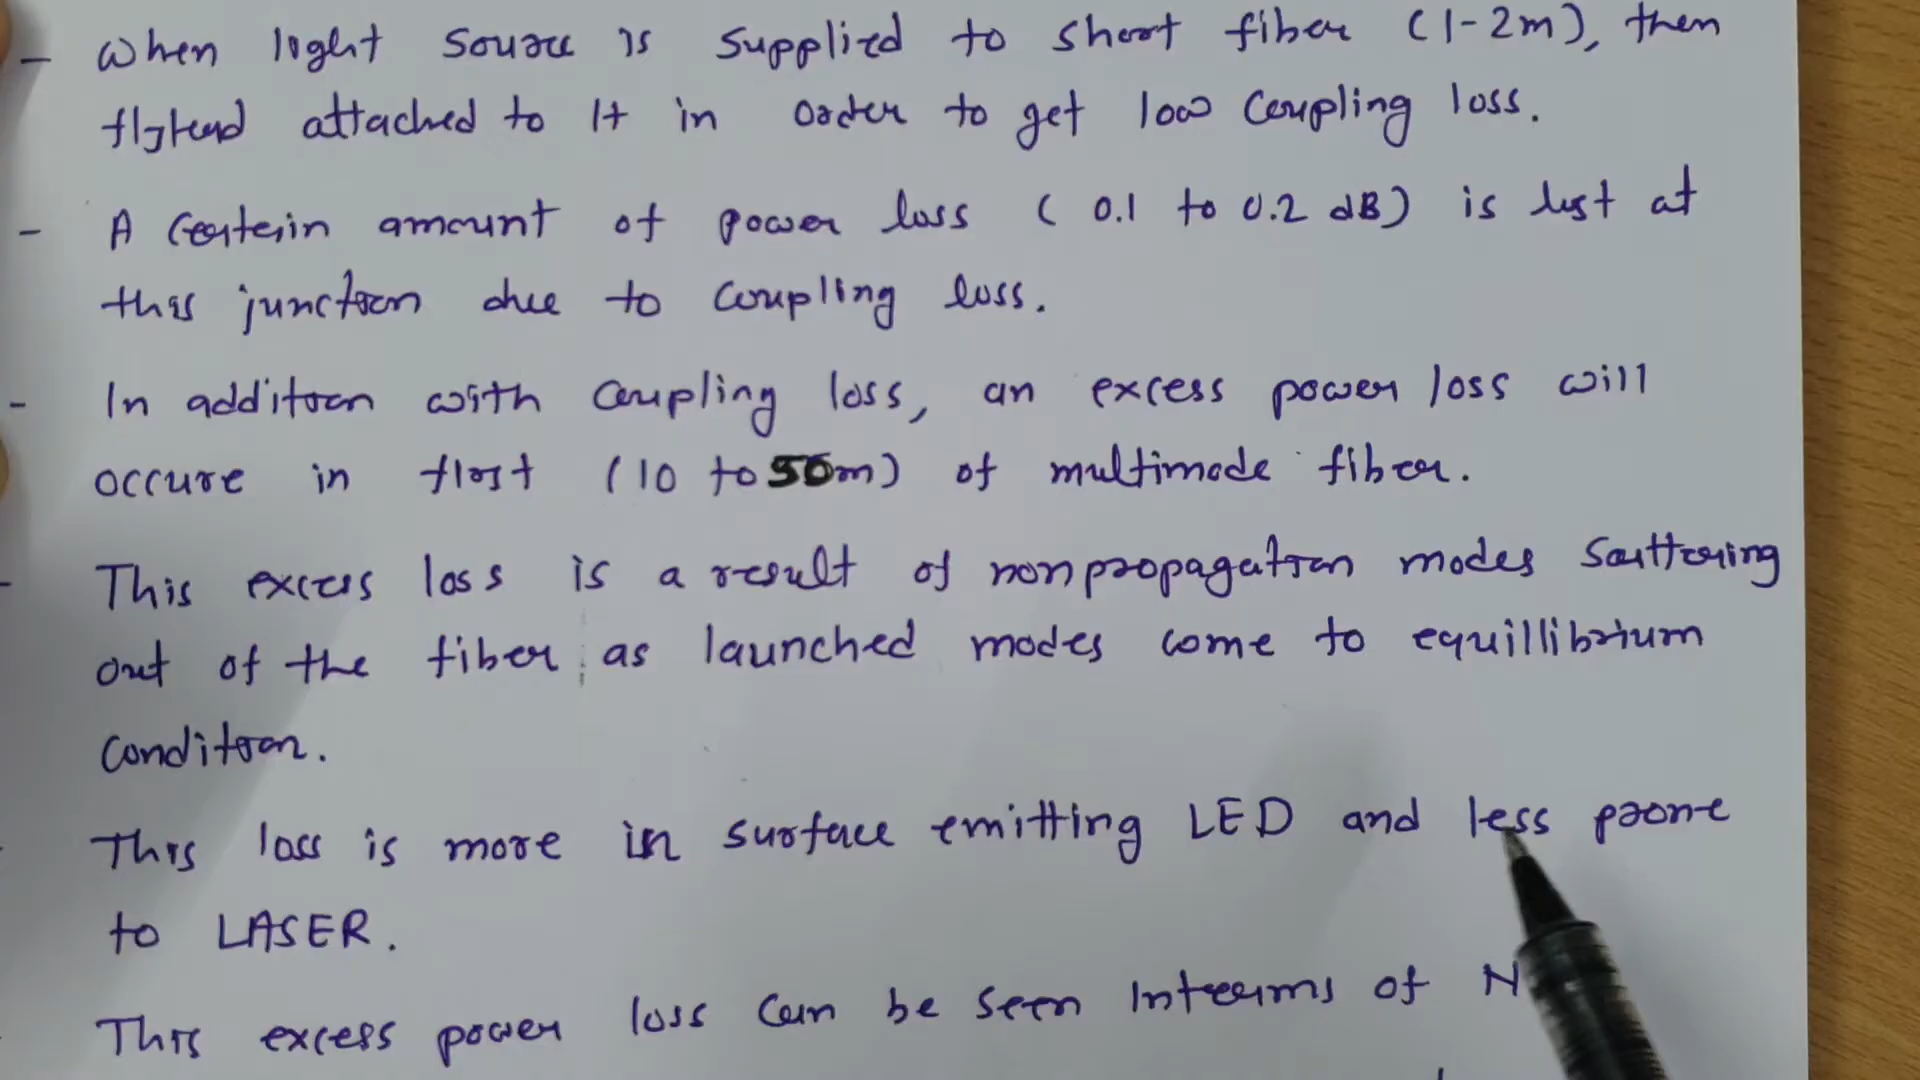 - When light source is supplied to short fiber (1-2m), then
flylead attached to it in order to get low coupling loss.
- A certein amount of power loss ( 0.1 to 0.2 dB) is lost at
this junction due to coupling loss.
- In addition with coupling loss, an excess power loss will
occure in first (10 to 50m) of multimode fiber.
- This excess loss is a result of nonpropagation modes scattering
out of the fiber as launched modes come to equillibrium
condition.
This loss is more in surface emitting LED and less prone
to LASER.
This excess power loss can be seen interms of N